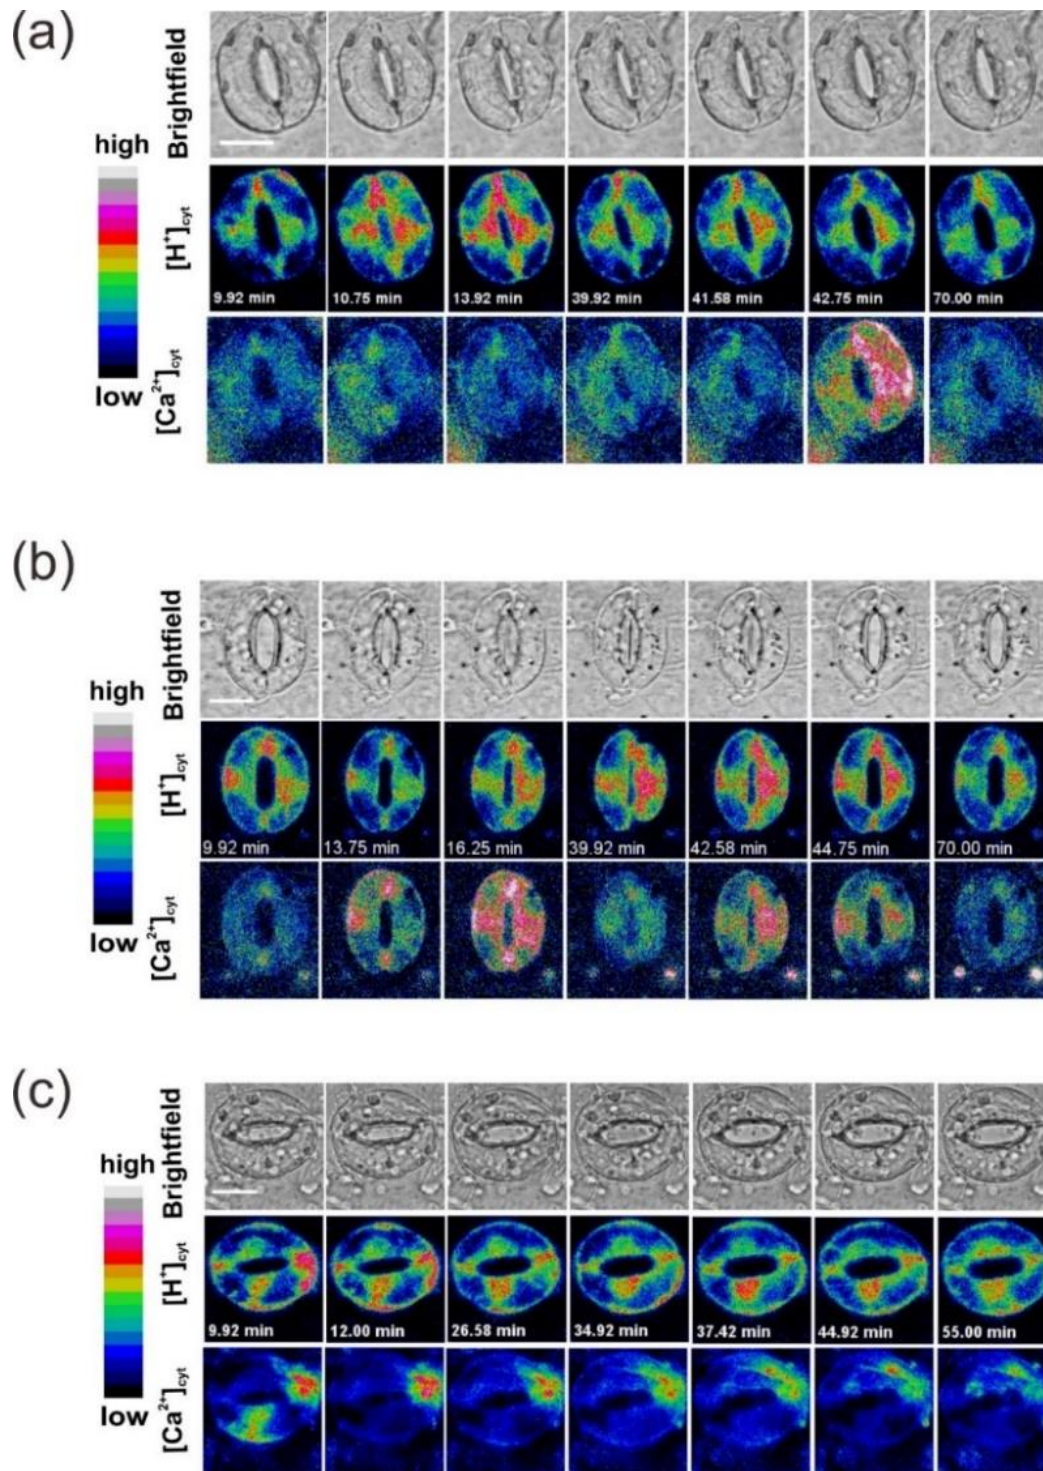 (a)
Brightfield
high
[H⁺]cyt
9.92 min 10.75 min 13.92 min 39.92 min 41.58 min 42.75 min 70.00 min
low
[Ca²⁺]cyt
(b)
Brightfield
high
[H⁺]cyt
9.92 min 13.75 min 16.25 min 39.92 min 42.58 min 44.75 min 70.00 min
low
[Ca²⁺]cyt
(c)
Brightfield
high
[H⁺]cyt
9.92 min 12.00 min 26.58 min 34.92 min 37.42 min 44.92 min 55.00 min
low
[Ca²⁺]cyt